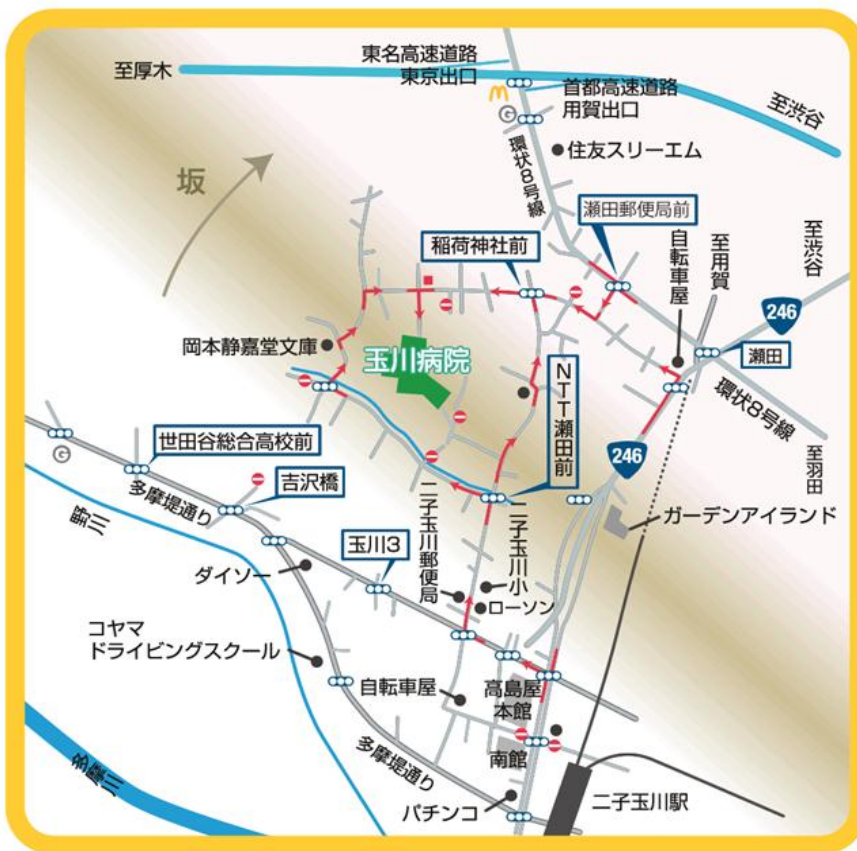 東名高速道路
東京出口
至厚木
首都高速道路
用賀出口
至渋谷
G
環状8号線
住友スリーエム
坂
瀬田郵便局前
稲荷神社前
自転車屋
至用賀
至渋谷
246
瀬田
岡本静嘉堂文庫
玉川病院
NTT瀬田前
環状8号線
至羽田
世田谷総合高校前
G
246
吉沢橋
多摩堤通り
野川
ガーデンアイランド
玉川3
二子玉川郵便局
二子玉川小
ダイソー
ローソン
コヤマ
ドライビングスクール
自転車屋
高島屋
本館
南館
多摩堤通り
多摩川
パチンコ
二子玉川駅